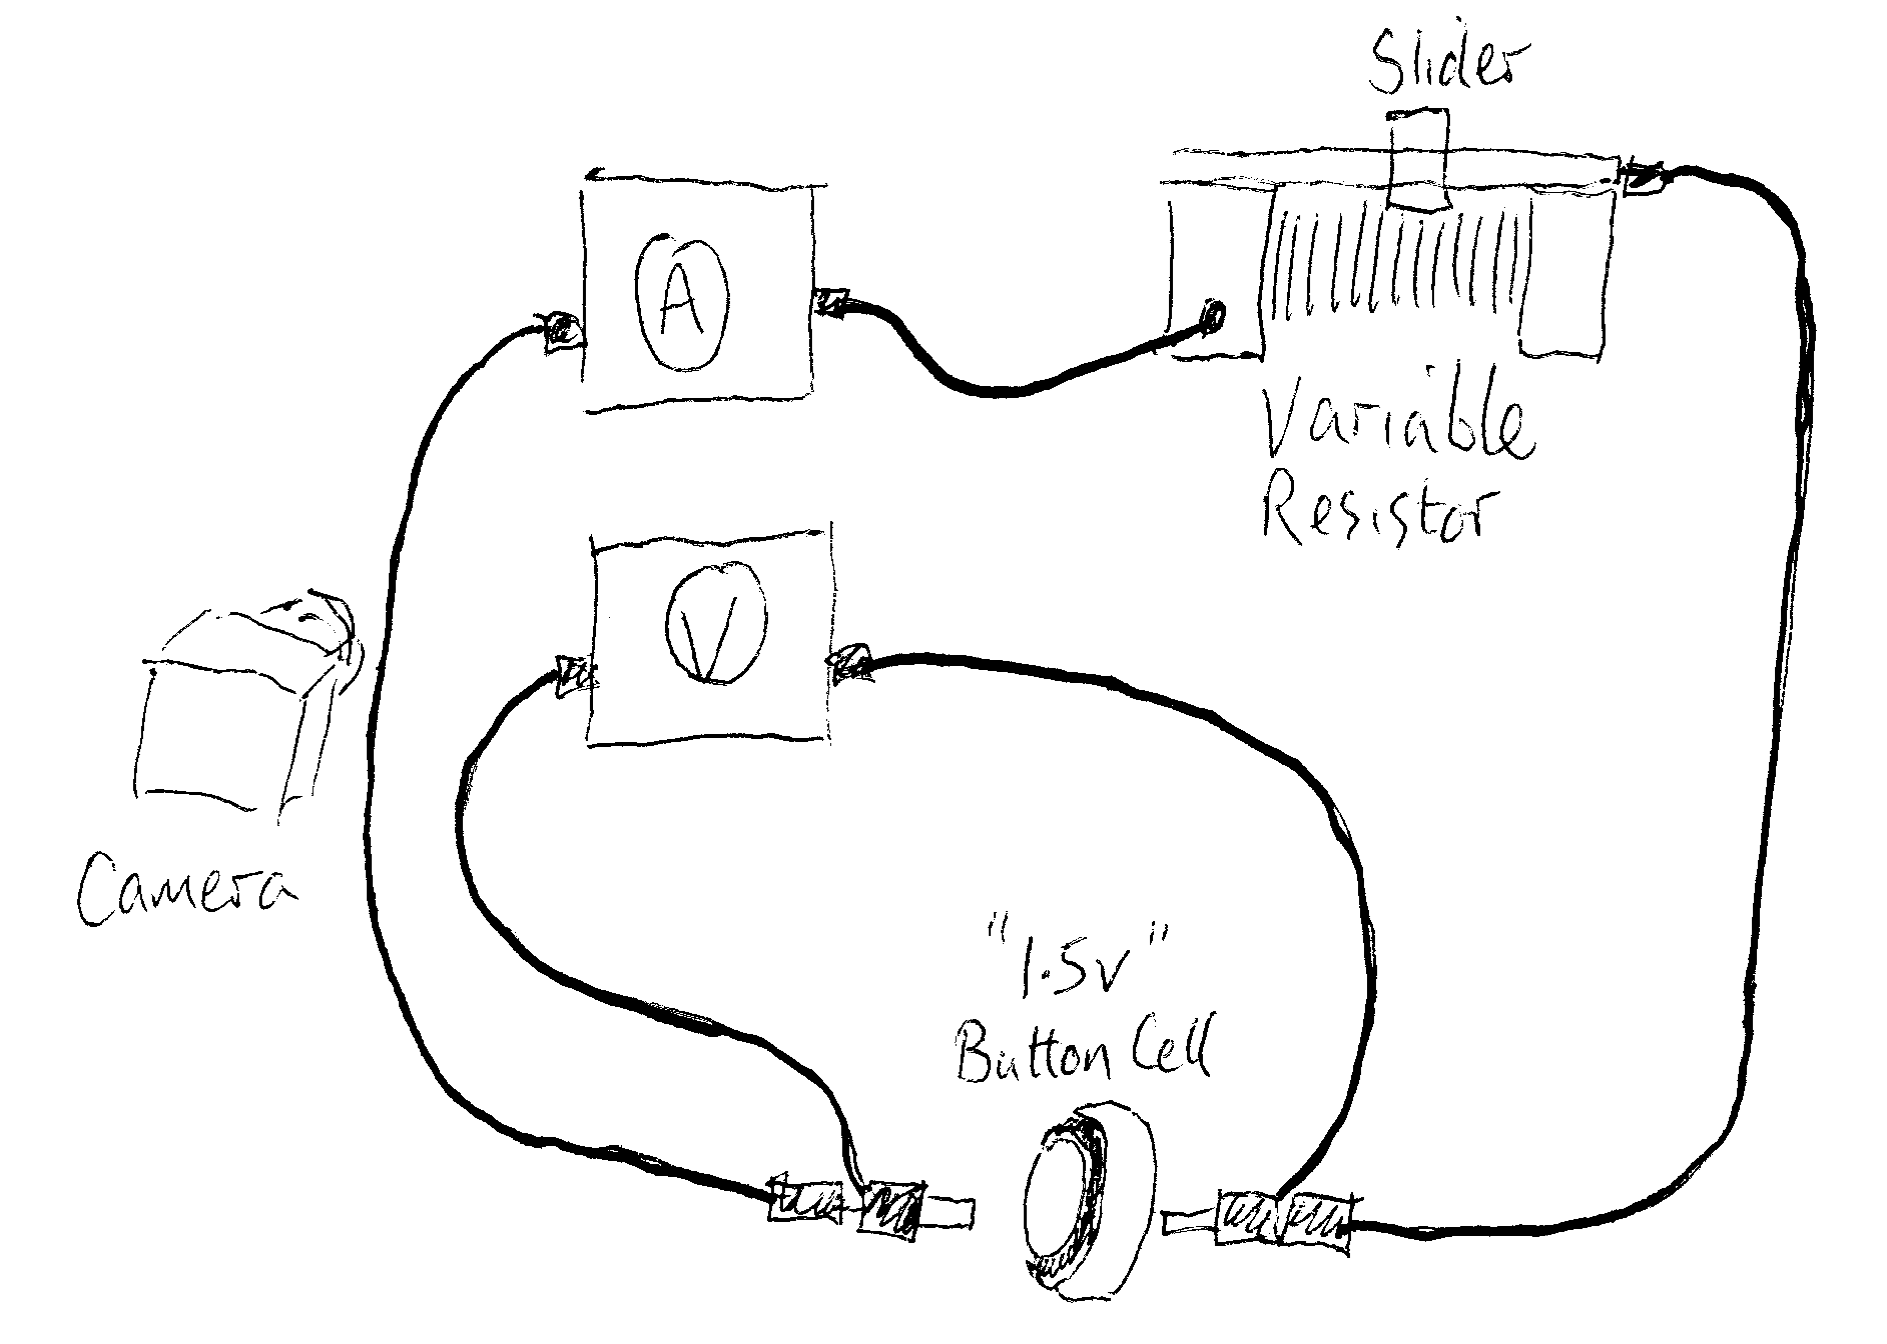 Slider
A
Variable
Resistor
V
Camera
"1.5v"
Button Cell